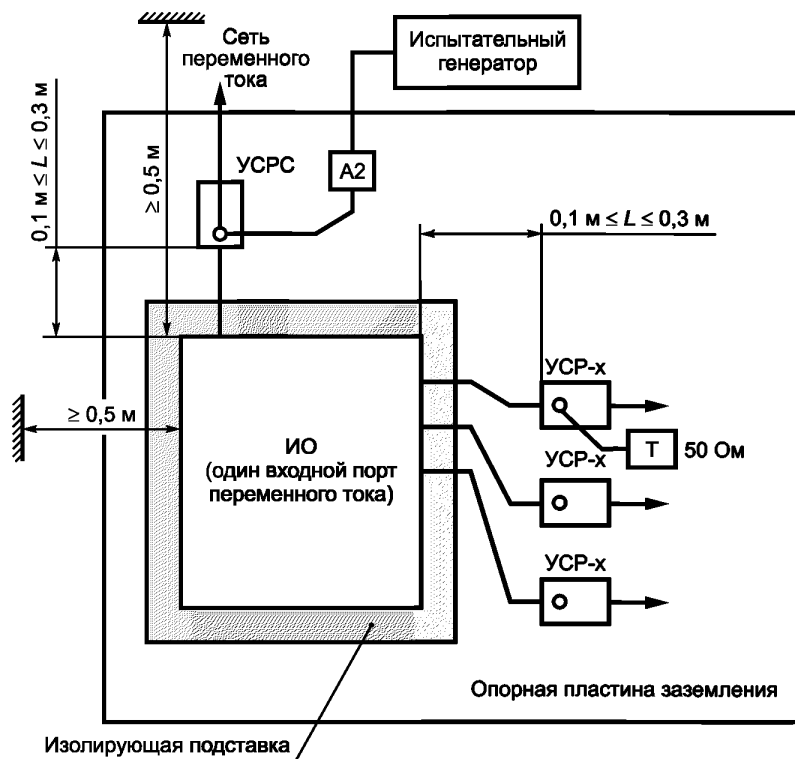 Сеть
переменного
тока
Испытательный
генератор
0,1 м ≤ L ≤ 0,3 м
≥ 0,5 м
УСРС
А2
0,1 м ≤ L ≤ 0,3 м
≥ 0,5 м
ИО
(один входной порт
переменного тока)
УСР-х
Т 50 Ом
УСР-х
УСР-х
Опорная пластина заземления
Изолирующая подставка